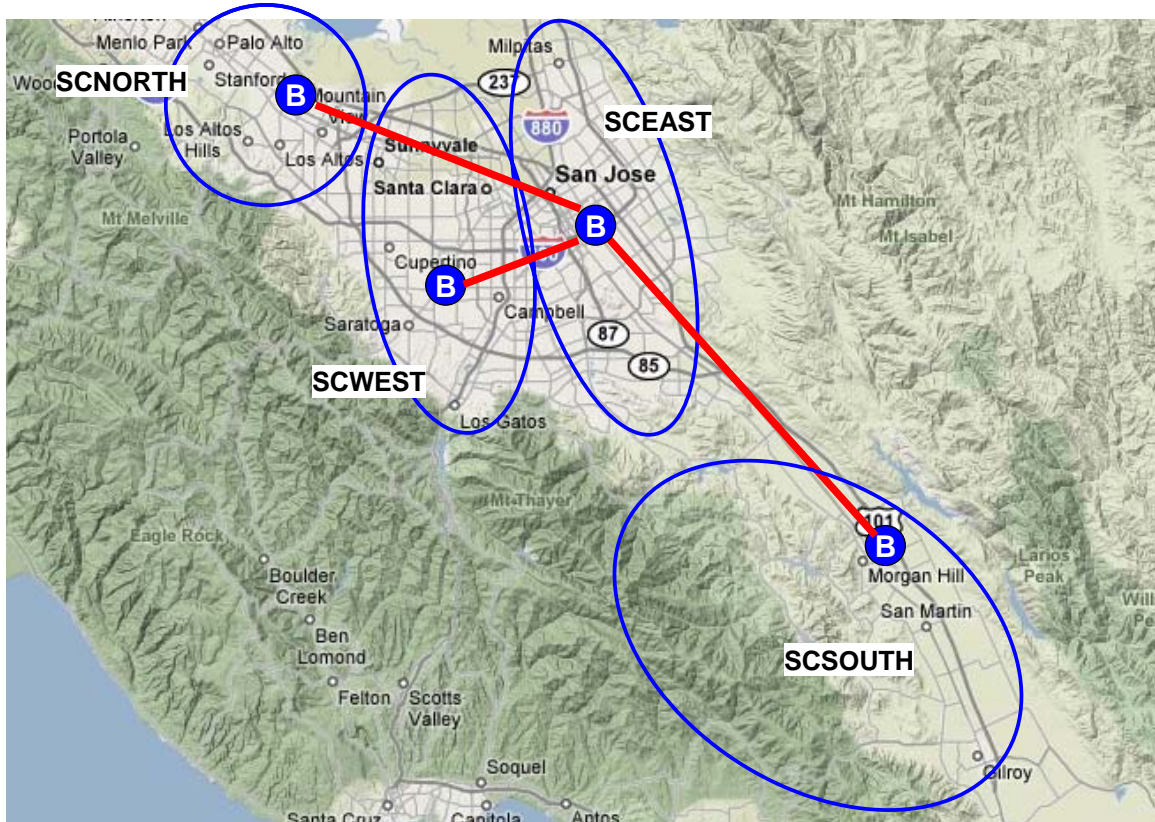 Menlo Park
Palo Alto
Milpitas
Stanford
237
SCNORTH
B
Mountain
View
880
SCEAST
Portola
Valley
Los Altos
Hills
Los Altos
Sunnyvale
Santa Clara
San Jose
Mt Melville
Mt Hamilton
Mt Isabel
B
Cupertino
B
Campbell
Saratoga
87
85
SCWEST
Los Gatos
Mt Thayer
Eagle Rock
101
B
Morgan Hill
Larios
Peak
Boulder
Creek
San Martin
Ben
Lomond
SCSOUTH
Felton
Scotts
Valley
Gilroy
Soquel
Santa Cruz
Capitola
Aptos